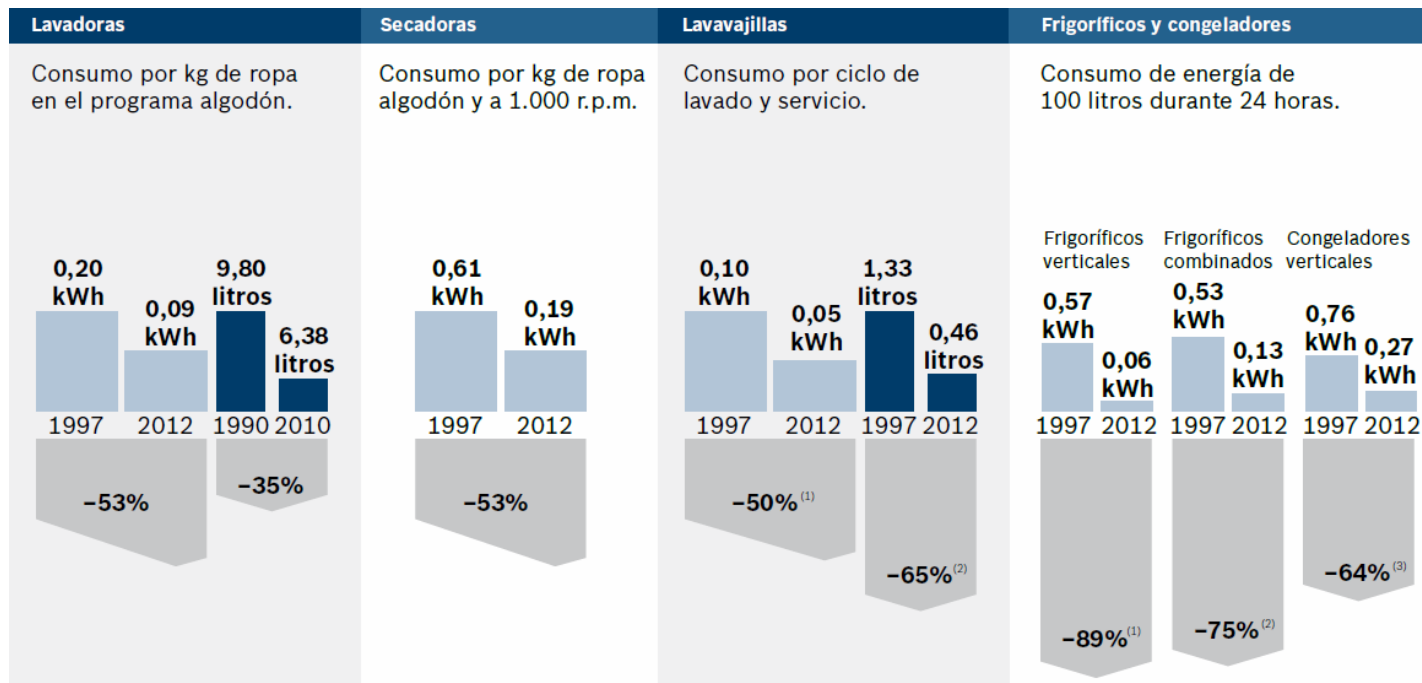 Lavadoras
Consumo por kg de ropa
en el programa algodón.
0,20
kWh
0,09
kWh
9,80
litros
6,38
litros
1997
2012
1990
2010
–53%
–35%
Secadoras
Consumo por kg de ropa
algodón y a 1.000 r.p.m.
0,61
kWh
0,19
kWh
1997
2012
–53%
Lavavajillas
Consumo por ciclo de
lavado y servicio.
0,10
kWh
0,05
kWh
1,33
litros
0,46
litros
1997
2012
1997
2012
–50% (1)
–65% (2)
Frigoríficos y congeladores
Consumo de energía de
100 litros durante 24 horas.
Frigoríficos
verticales
0,57
kWh
0,06
kWh
1997
2012
–89% (1)
Frigoríficos
combinados
0,53
kWh
0,13
kWh
1997
2012
–75% (2)
Congeladores
verticales
0,76
kWh
0,27
kWh
1997
2012
–64% (3)